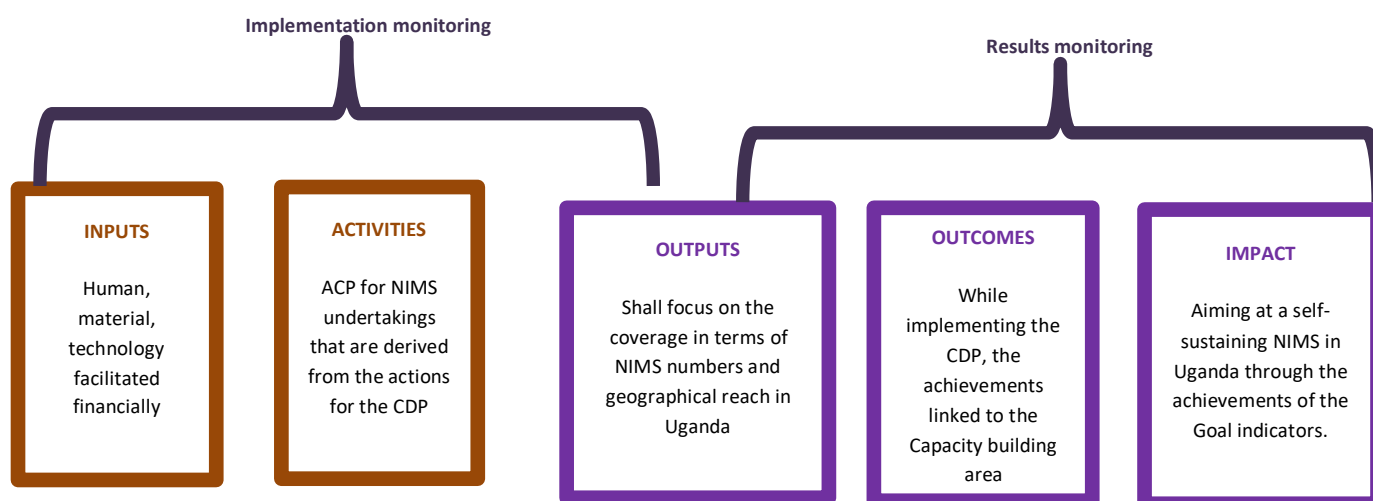 Implementation monitoring
Results monitoring
INPUTS
Human,
material,
technology
facilitated
financially
ACTIVITIES
ACP for NIMS
undertakings
that are derived
from the actions
for the CDP
OUTPUTS
Shall focus on the
coverage in terms of
NIMS numbers and
geographical reach in
Uganda
OUTCOMES
While
implementing the
CDP, the
achievements
linked to the
Capacity building
area
IMPACT
Aiming at a self-
sustaining NIMS in
Uganda through the
achievements of the
Goal indicators.